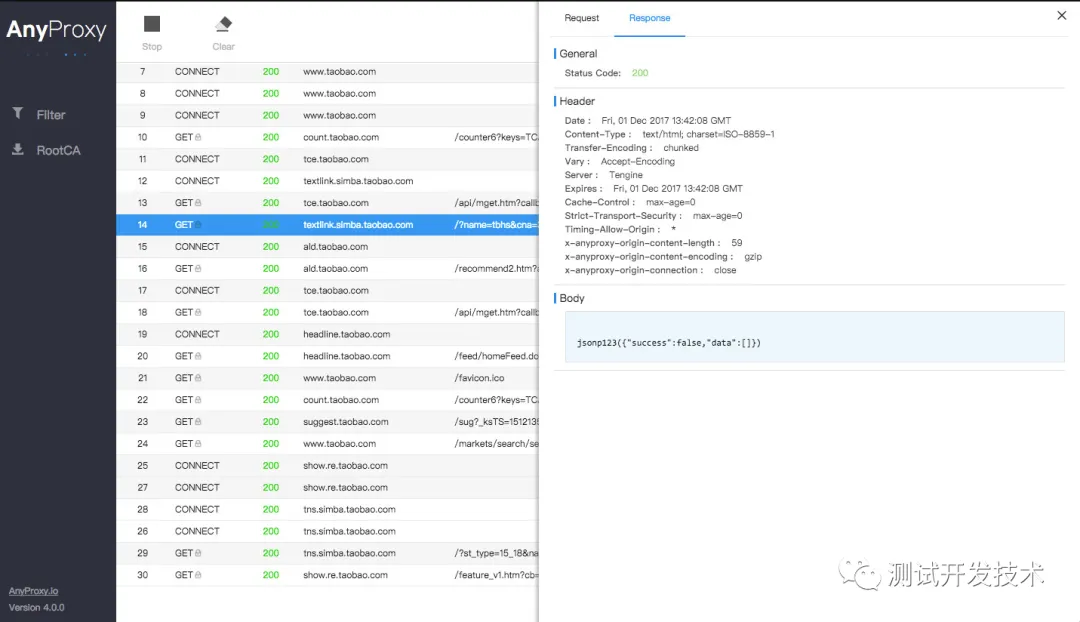 AnyProxy
Filter
RootCA
AnyProxy.io
Version 4.0.0
Stop Clear
7 CONNECT 200 www.taobao.com
8 CONNECT 200 www.taobao.com
9 CONNECT 200 www.taobao.com
10 GET 200 count.taobao.com /counter6?keys=TC
11 CONNECT 200 tce.taobao.com
12 CONNECT 200 textlink.simba.taobao.com
13 GET 200 tce.taobao.com /api/mget.htm?callb
14 GET 200 textlink.simba.taobao.com /?name=tbhs&cna=
15 CONNECT 200 ald.taobao.com
16 GET 200 ald.taobao.com /recommend2.htm?
17 CONNECT 200 tce.taobao.com
18 GET 200 tce.taobao.com /api/mget.htm?callb
19 CONNECT 200 headline.taobao.com
20 GET 200 headline.taobao.com /feed/homeFeed.do
21 GET 200 www.taobao.com /favicon.ico
22 GET 200 count.taobao.com /counter6?keys=TC
23 GET 200 suggest.taobao.com /sug?_ksTS=1512135
24 GET 200 www.taobao.com /markets/search/se
25 CONNECT 200 show.re.taobao.com
27 CONNECT 200 show.re.taobao.com
28 CONNECT 200 tns.simba.taobao.com
26 CONNECT 200 tns.simba.taobao.com
29 GET 200 tns.simba.taobao.com /?st_type=15_18&na
30 GET 200 show.re.taobao.com /feature_v1.htm?cb=
Request Response
General
Status Code: 200
Header
Date : Fri, 01 Dec 2017 13:42:08 GMT
Content-Type : text/html; charset=ISO-8859-1
Transfer-Encoding : chunked
Vary : Accept-Encoding
Server : Tengine
Expires : Fri, 01 Dec 2017 13:42:08 GMT
Cache-Control : max-age=0
Strict-Transport-Security : max-age=0
Timing-Allow-Origin : *
x-anyproxy-origin-content-length : 59
x-anyproxy-origin-content-encoding : gzip
x-anyproxy-origin-connection : close
Body
jsonp123({"success":false,"data":[]})
测试开发技术